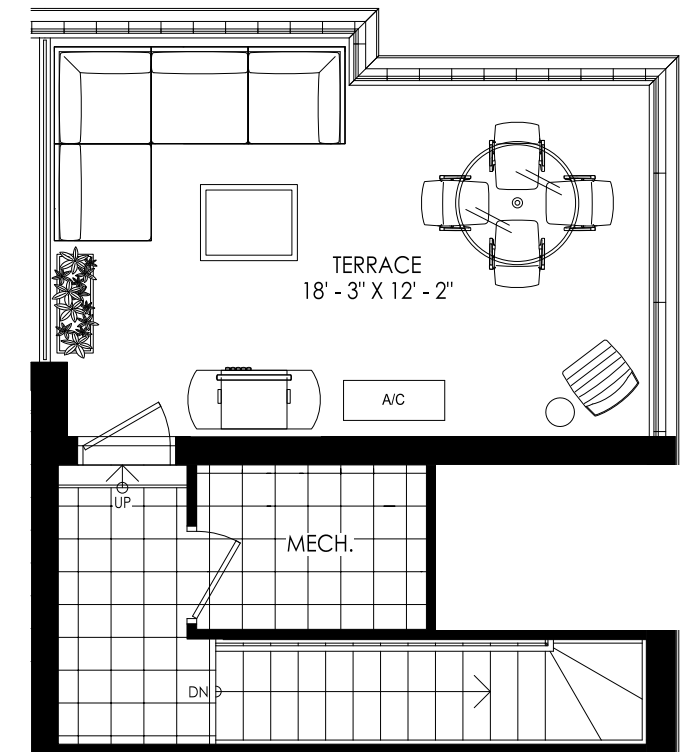 TERRACE
18' - 3" X 12' - 2"
A/C
UP
MECH.
DN